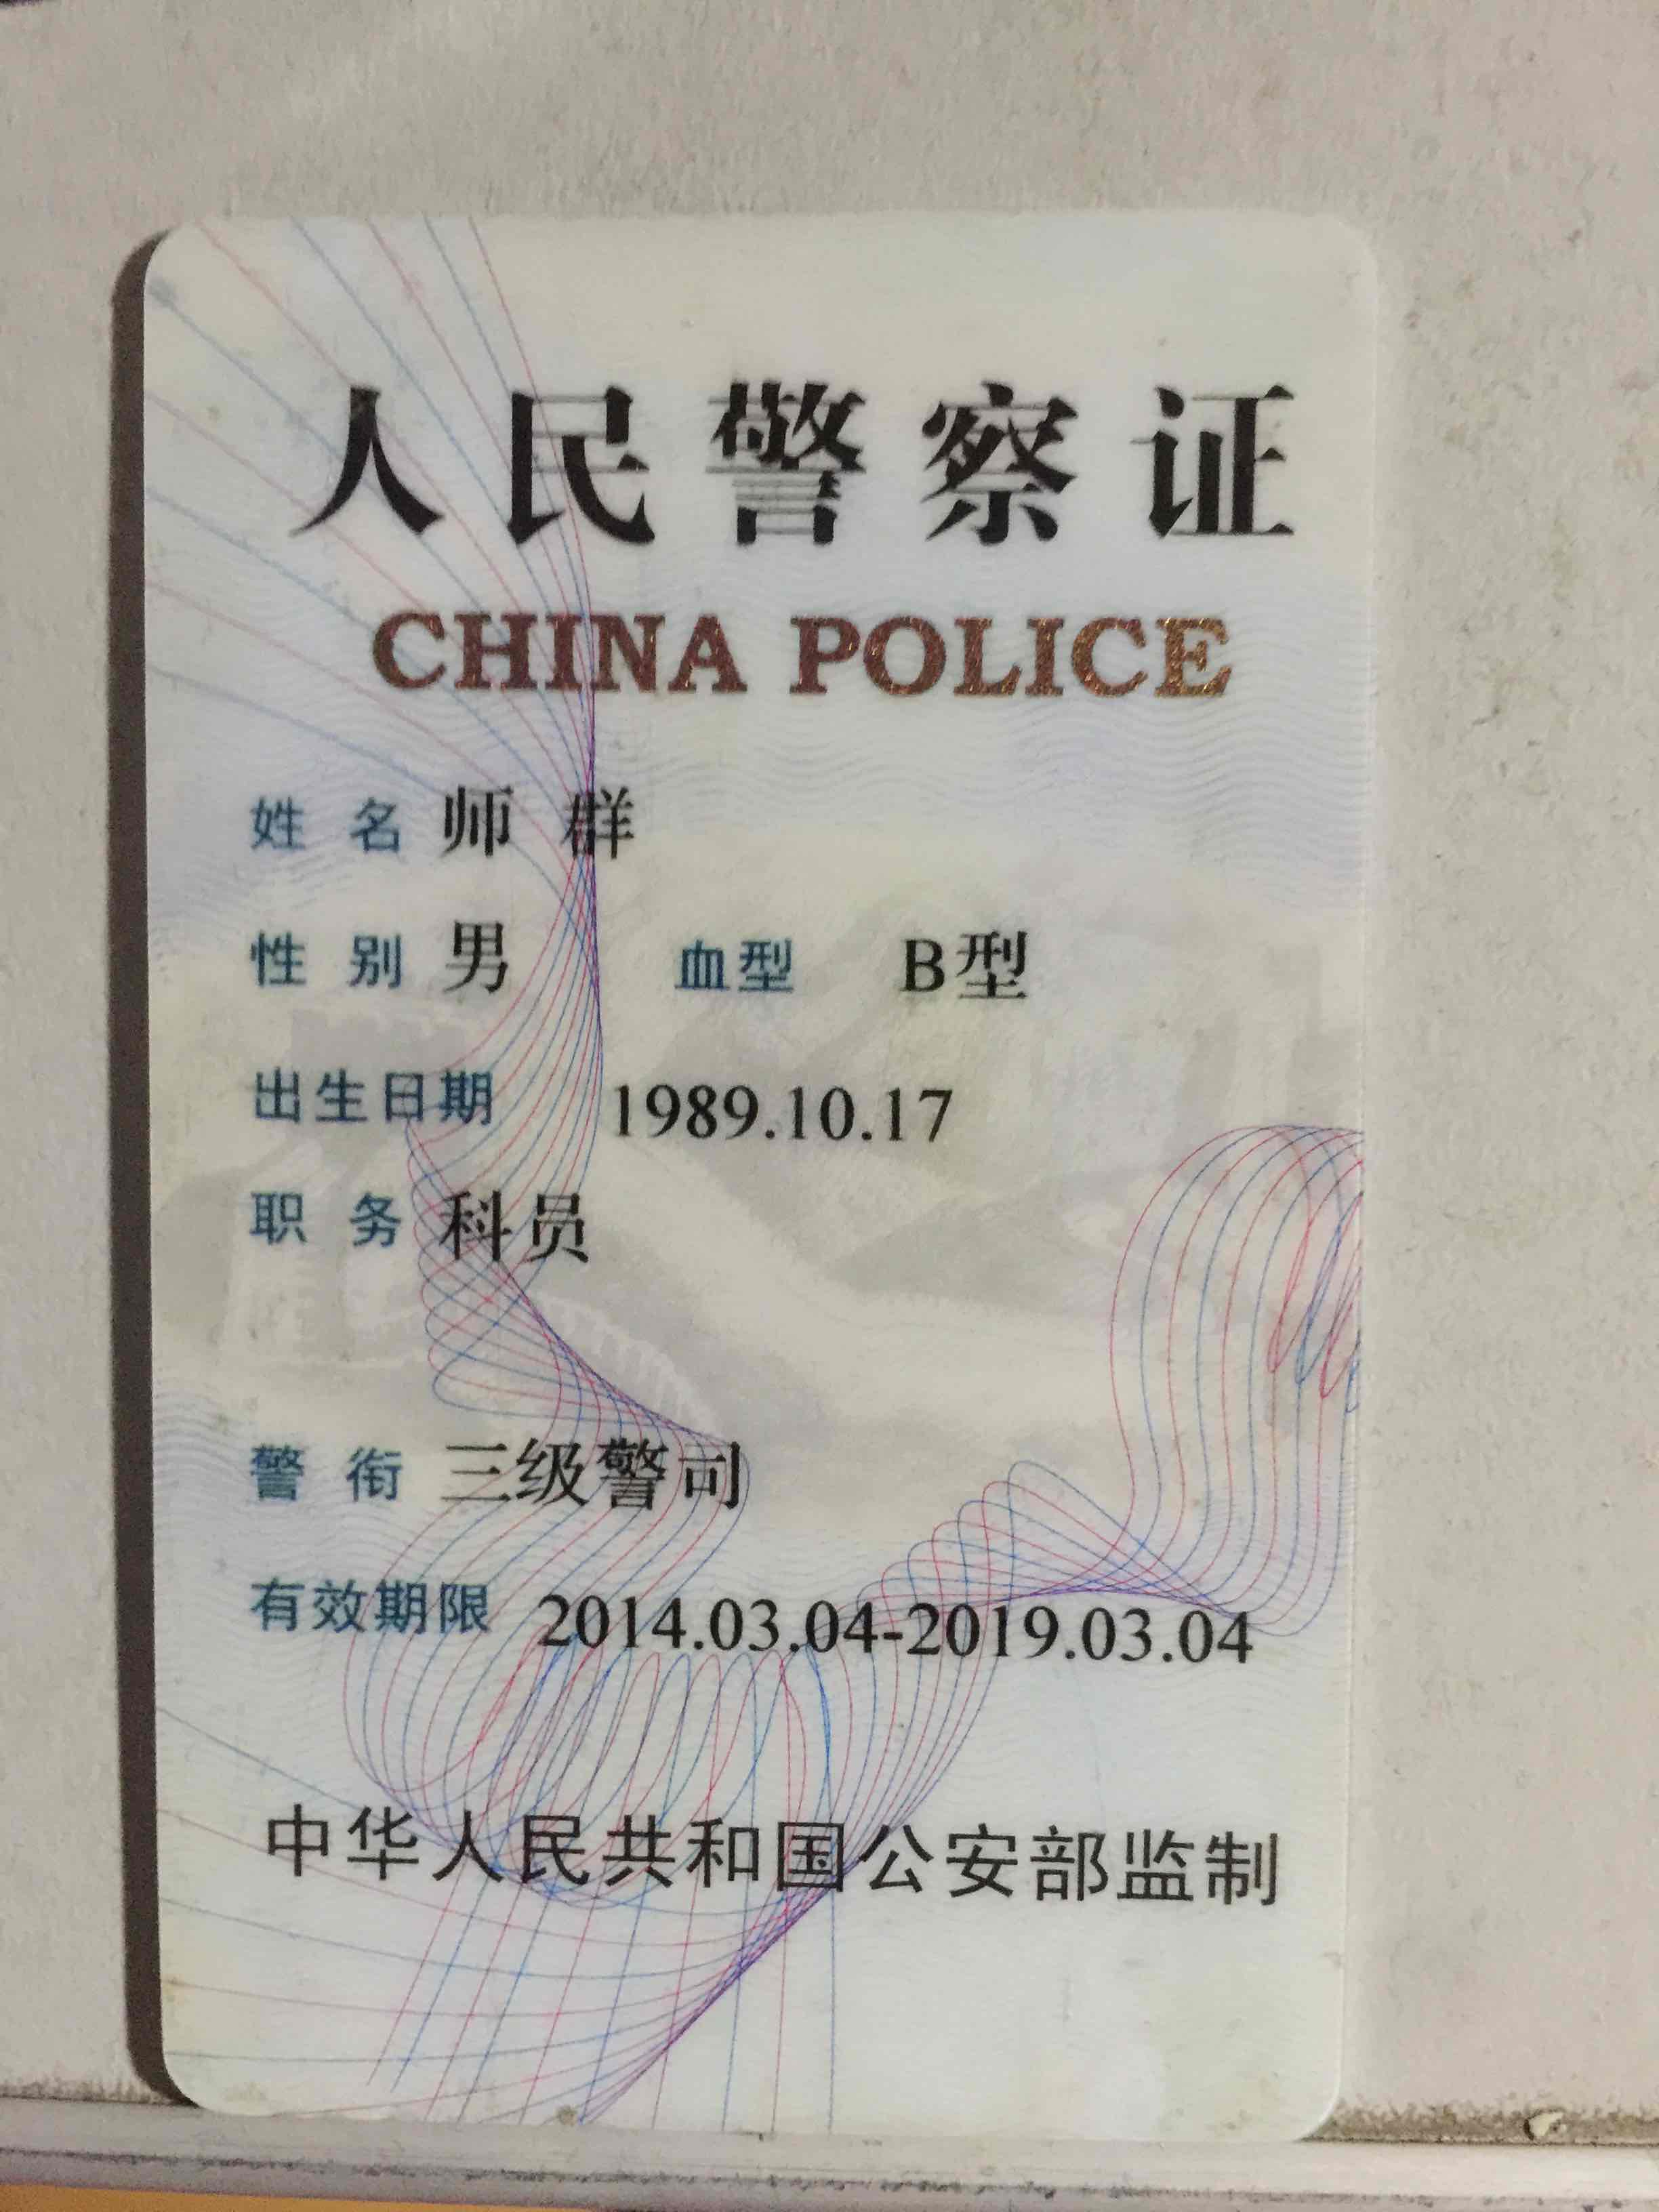 人民警察证
CHINA POLICE
姓名 师群
性别 男 血型 B型
出生日期 1989.10.17
职务 科员
警衔 三级警司
有效期限 2014.03.04-2019.03.04
中华人民共和国公安部监制